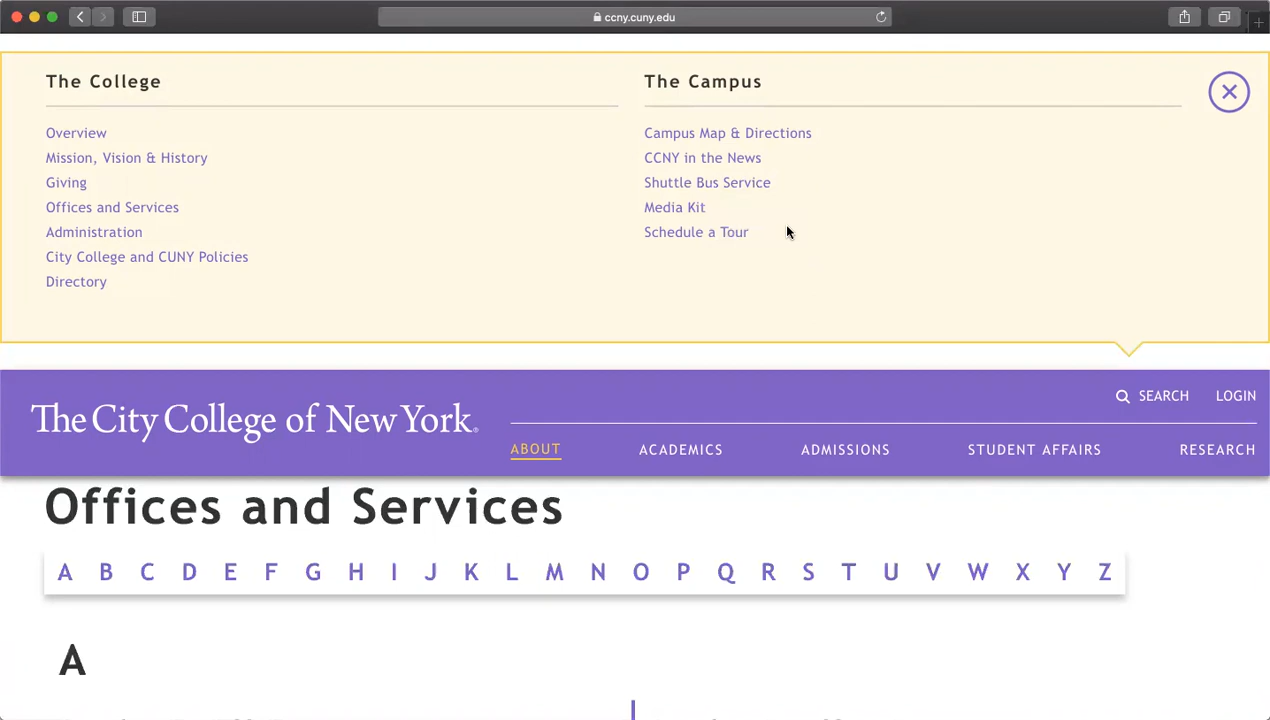 ccny.cuny.edu
The College
Overview
Mission, Vision & History
Giving
Offices and Services
Administration
City College and CUNY Policies
Directory
The Campus
Campus Map & Directions
CCNY in the News
Shuttle Bus Service
Media Kit
Schedule a Tour
The City College of New York
SEARCH LOGIN
ABOUT ACADEMICS ADMISSIONS STUDENT AFFAIRS RESEARCH
Offices and Services
A B C D E F G H I J K L M N O P Q R S T U V W X Y Z
A